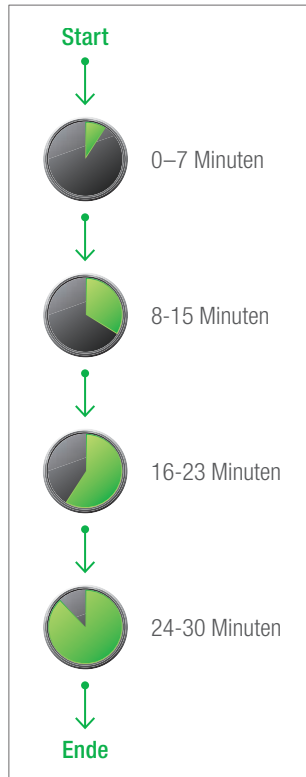 Start
0–7 Minuten
8-15 Minuten
16-23 Minuten
24-30 Minuten
Ende